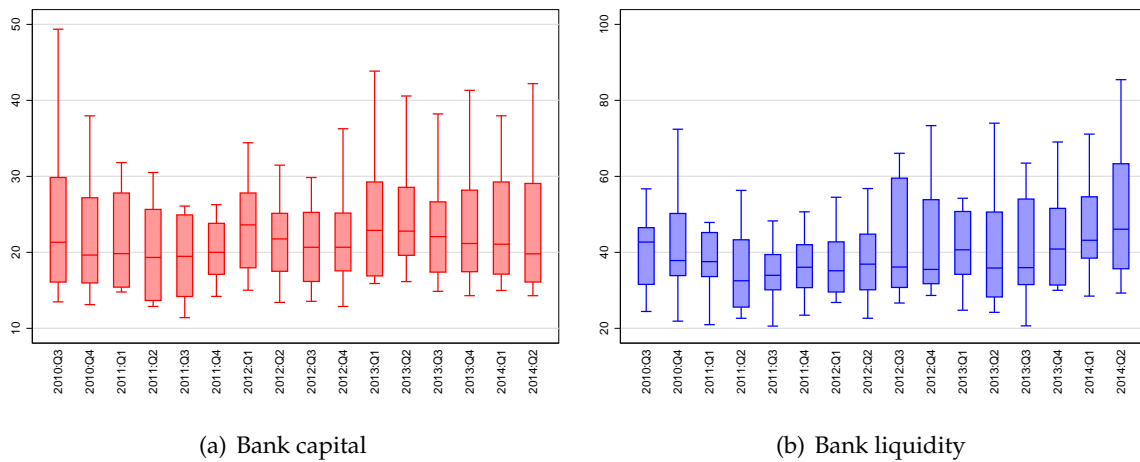 50
40
30
20
10
2010:Q3
2010:Q4
2011:Q1
2011:Q2
2011:Q3
2011:Q4
2012:Q1
2012:Q2
2012:Q3
2012:Q4
2013:Q1
2013:Q2
2013:Q3
2013:Q4
2014:Q1
2014:Q2
(a) Bank capital
100
80
60
40
20
2010:Q3
2010:Q4
2011:Q1
2011:Q2
2011:Q3
2011:Q4
2012:Q1
2012:Q2
2012:Q3
2012:Q4
2013:Q1
2013:Q2
2013:Q3
2013:Q4
2014:Q1
2014:Q2
(b) Bank liquidity